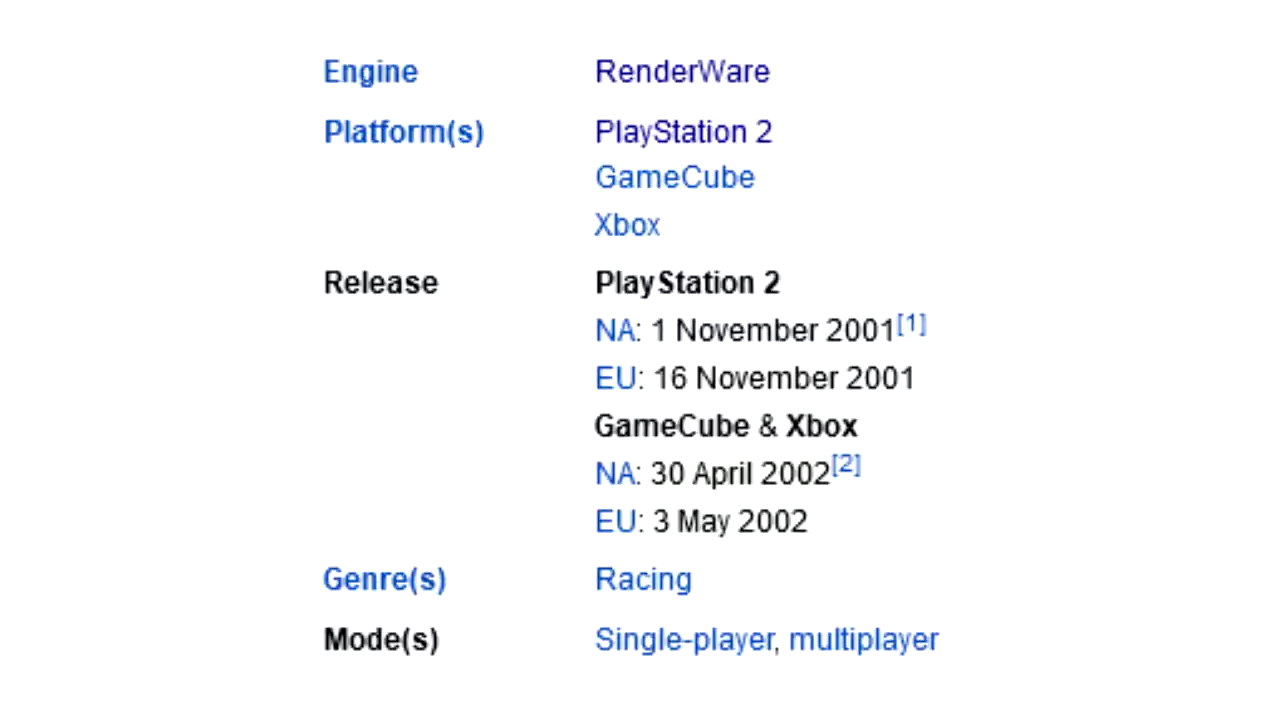 Engine RenderWare
Platform(s) PlayStation 2
GameCube
Xbox
Release PlayStation 2
NA: 1 November 2001[1]
EU: 16 November 2001
GameCube & Xbox
NA: 30 April 2002[2]
EU: 3 May 2002
Genre(s) Racing
Mode(s) Single-player, multiplayer